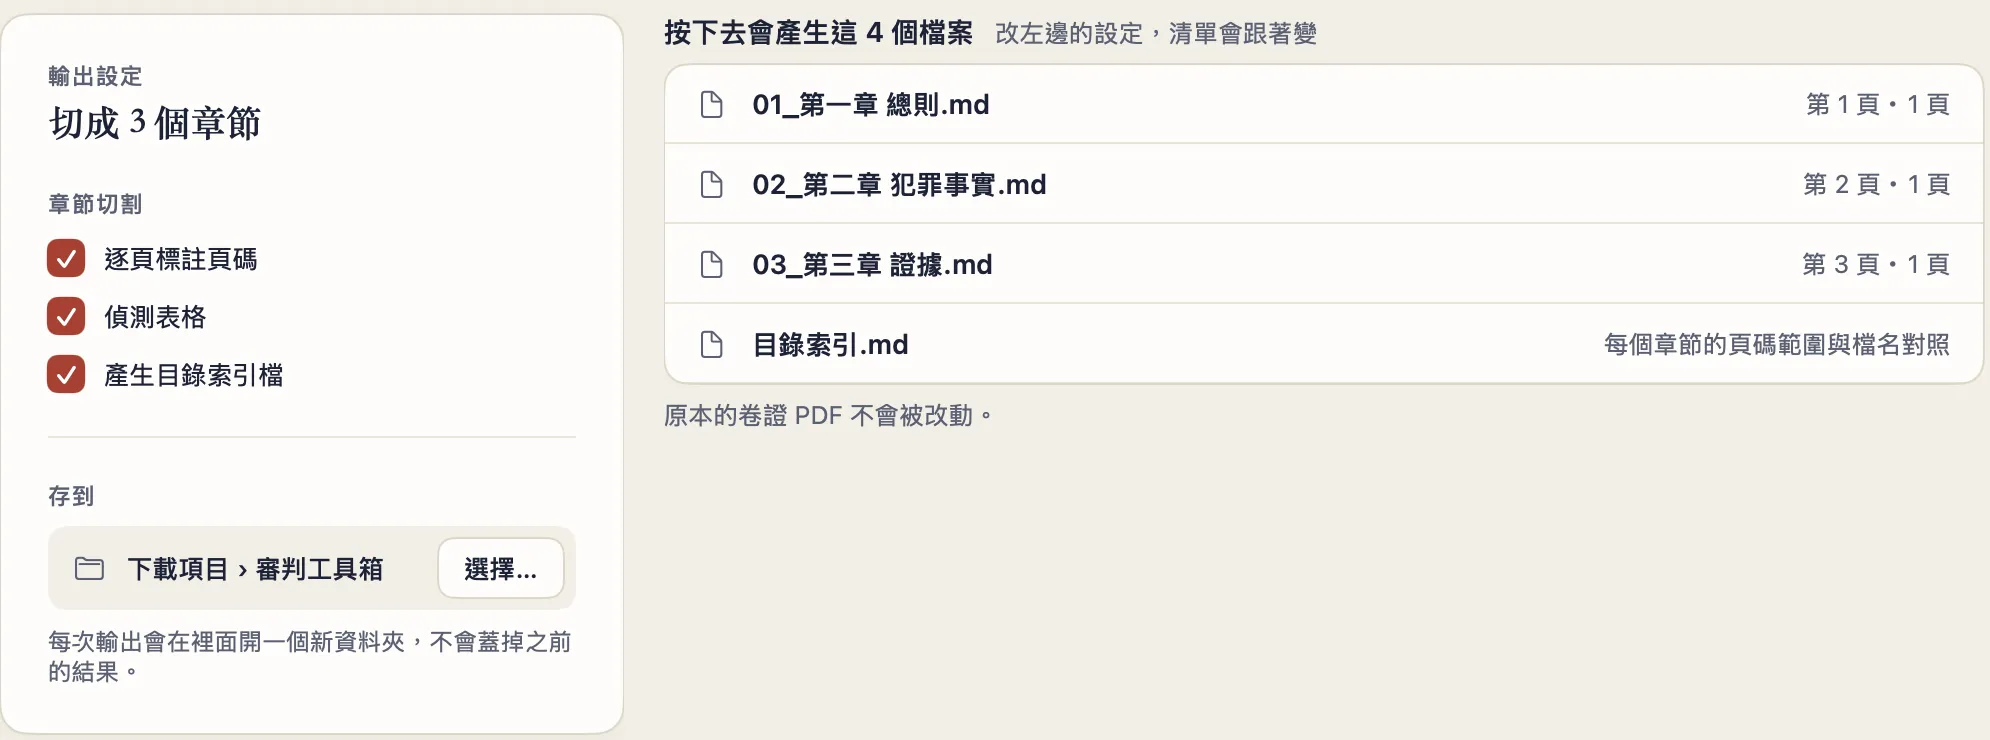 輸出設定
切成 3 個章節
章節切割
逐頁標註頁碼
偵測表格
產生目錄索引檔
存到
下載項目 › 審判工具箱
選擇...
每次輸出會在裡面開一個新資料夾，不會蓋掉之前
的結果。
按下去會產生這 4 個檔案 改左邊的設定，清單會跟著變
01_第一章 總則.md 第 1 頁・1 頁
02_第二章 犯罪事實.md 第 2 頁・1 頁
03_第三章 證據.md 第 3 頁・1 頁
目錄索引.md 每個章節的頁碼範圍與檔名對照
原本的卷證 PDF 不會被改動。